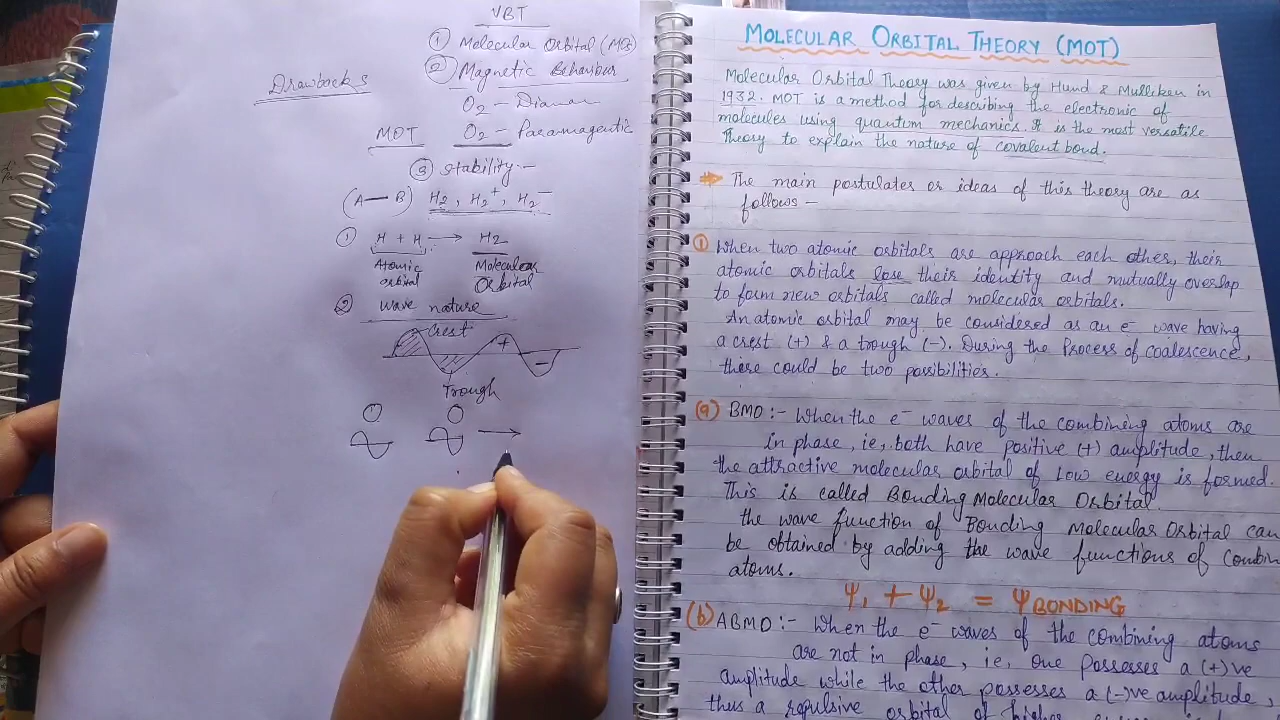 VBT
① Molecular Orbital (MO)
② Magnetic Behaviour
Drawbacks
O2 - Diamag
MOT
O2 - Paramagentic
③ Stability:-
(A — B) H2, H2+, H2-
① H + H → H2
Atomic orbital
Molecular Orbital
② wave nature
Crest
+
-
Trough
MOLECULAR ORBITAL THEORY (MOT)
Molecular Orbital Theory was given by Hund & Mulliken in
1932. MOT is a method for describing the electronic of
molecules using quantum mechanics. It is the most versatile
Theory to explain the nature of covalent bond.
⇒ The main postulates or ideas of this theory are as
follows -
① When two atomic orbitals are approach each other, their
atomic orbitals lose their identity and mutually overlap
to form new orbitals called molecular orbitals.
An atomic orbital may be considered as an e- wave having
a crest (+) & a trough (-). During the Process of coalescence,
there could be two possibilities.
(a) BMO:- When the e- waves of the combining atoms are
in phase, ie, both have positive (+) amplitude, then
the attractive molecular orbital of Low energy is formed.
This is called Bonding Molecular Orbital.
the wave function of Bonding Molecular Orbital can
be obtained by adding the wave functions of combin
atoms.
Ψ1 + Ψ2 = Ψ BONDING
(b) ABMO:- When the e- waves of the combining atoms
are not in phase, ie, one possesses a (+)ve
amplitude while the other possesses a (-)ve amplitude,
thus a repulsive orbital of higher